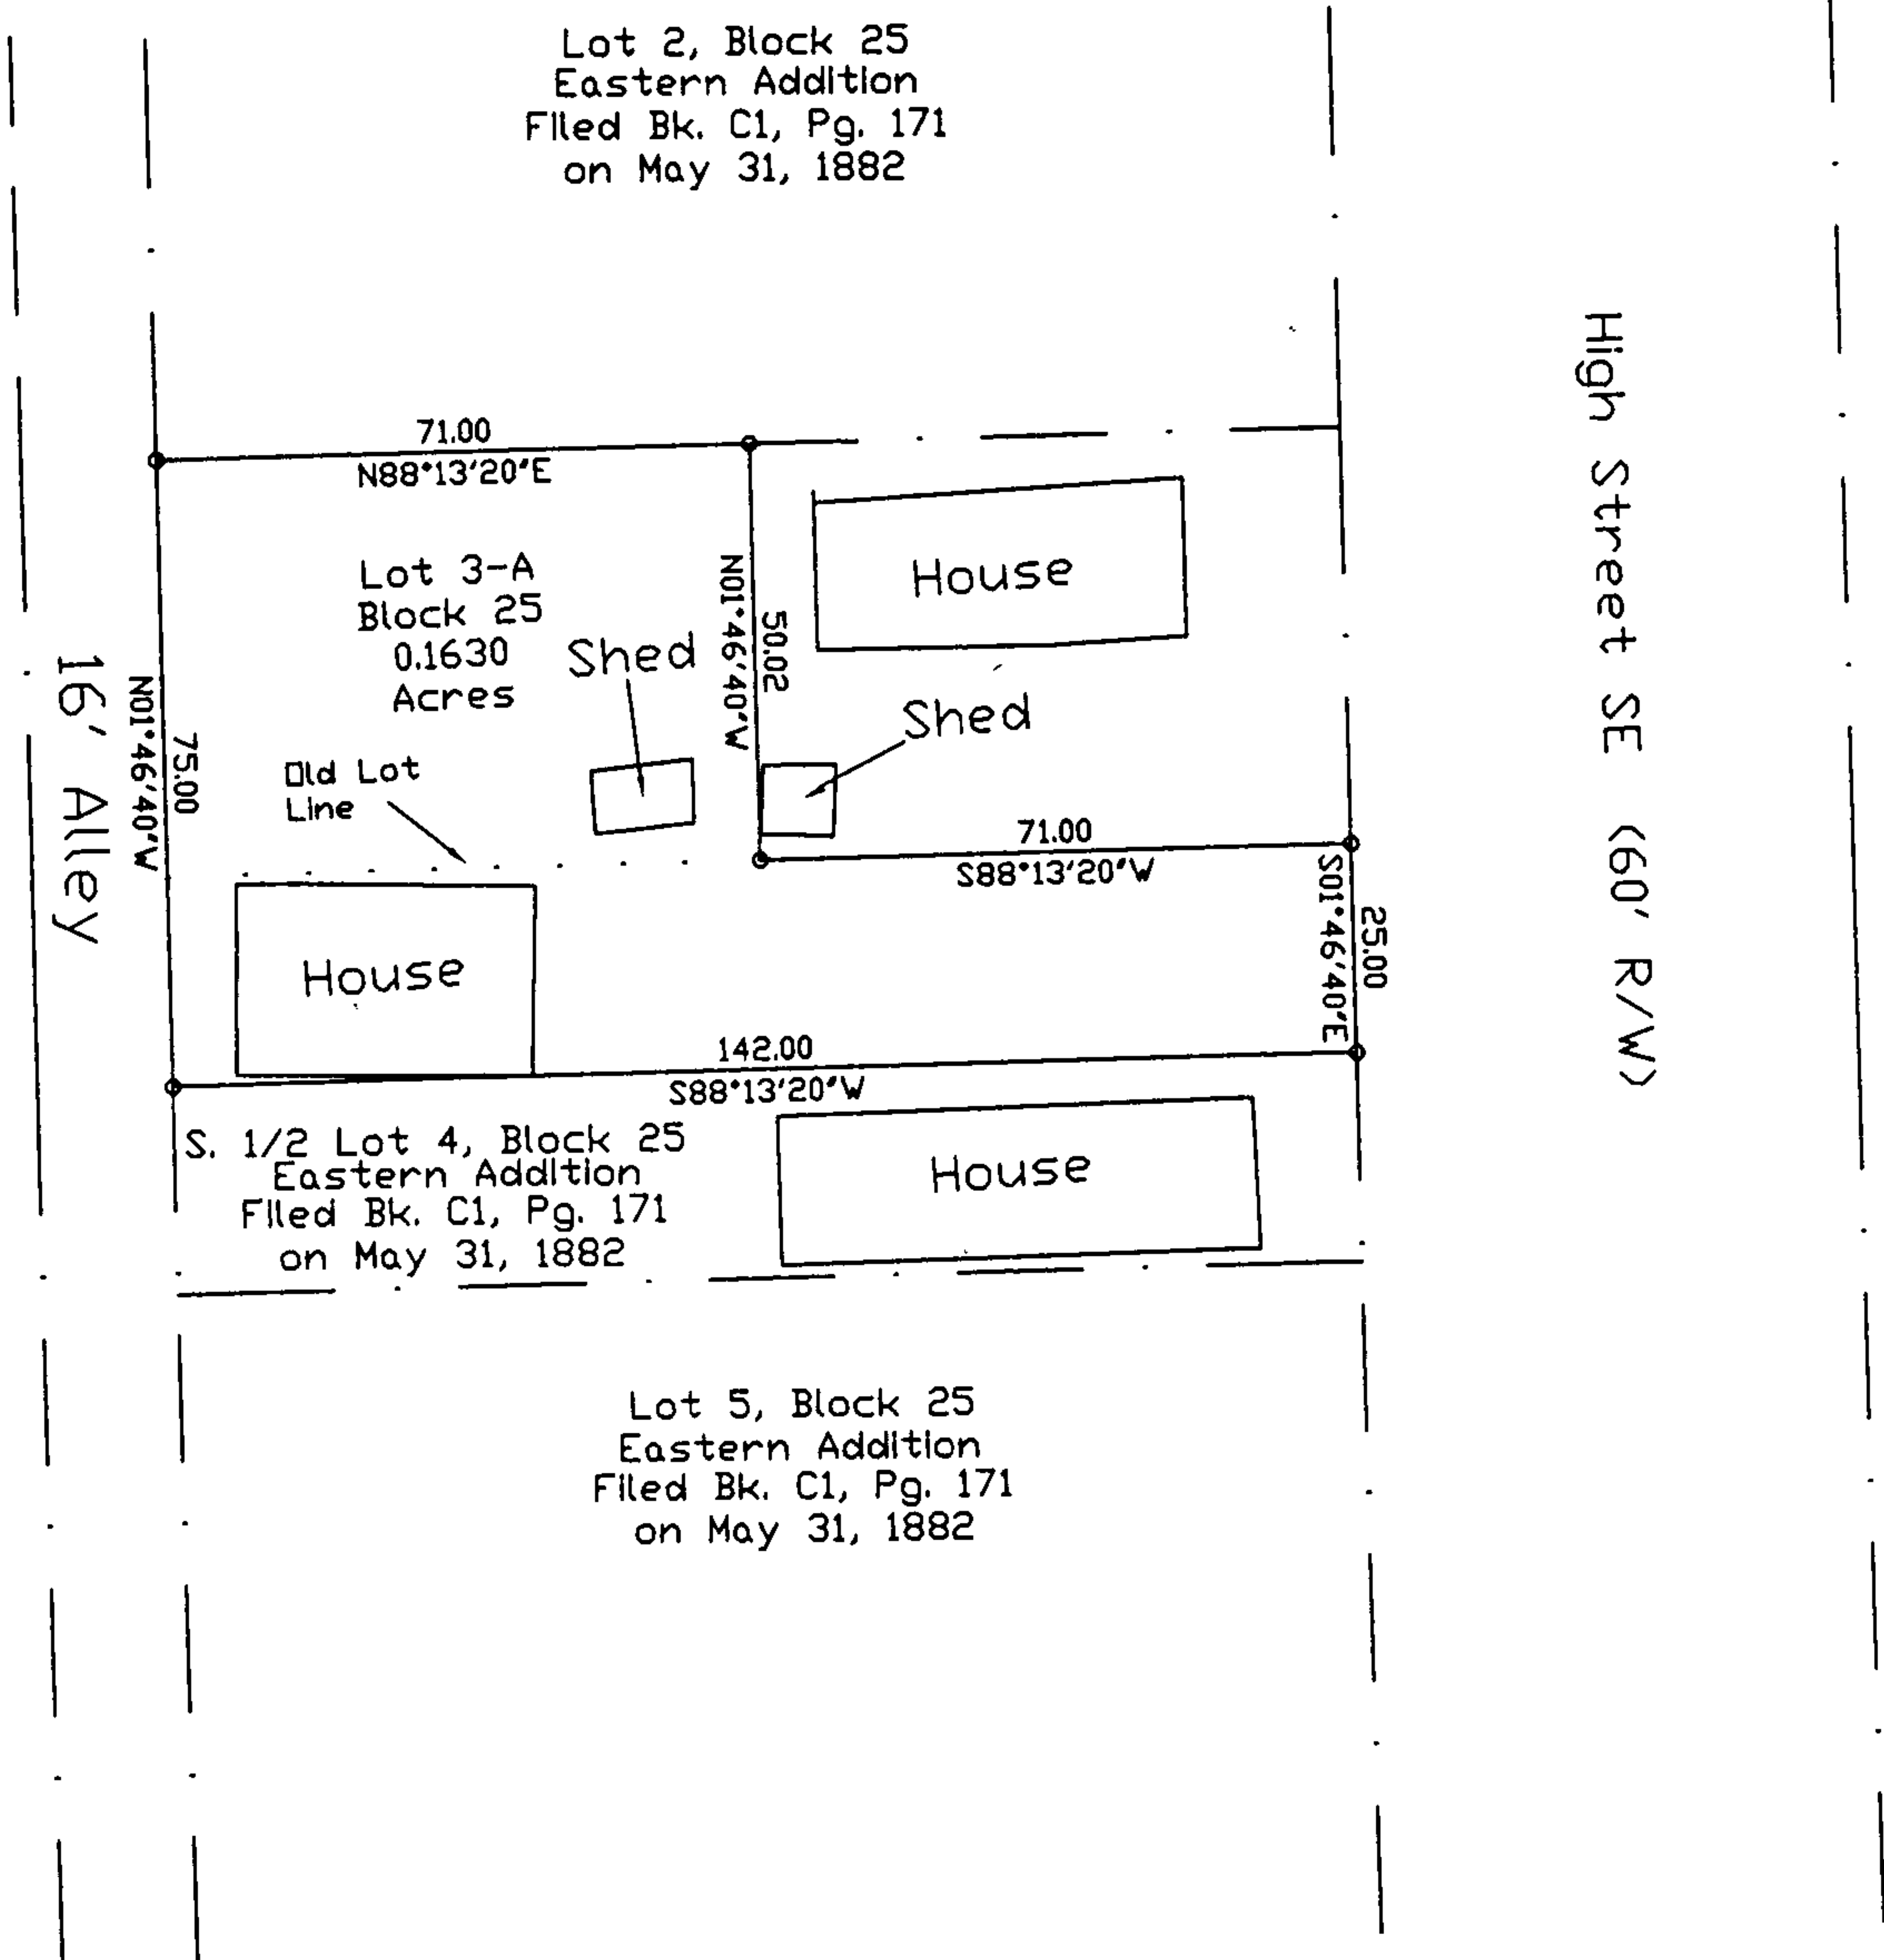 Lot 2, Block 25
Eastern Addition
Filed Bk. C1, Pg. 171
on May 31, 1882
High Street SE (60' R/W)
71.00
N88°13'20"E
Lot 3-A
Block 25
0.1630
Acres
50.02
N01°46'40"W
House
Shed
Shed
16' Alley
75.00
N01°46'40"W
Old Lot
Line
71.00
S88°13'20"W
25.00
S01°46'40"E
House
142.00
S88°13'20"W
S. 1/2 Lot 4, Block 25
Eastern Addition
Filed Bk. C1, Pg. 171
on May 31, 1882
House
Lot 5, Block 25
Eastern Addition
Filed Bk. C1, Pg. 171
on May 31, 1882